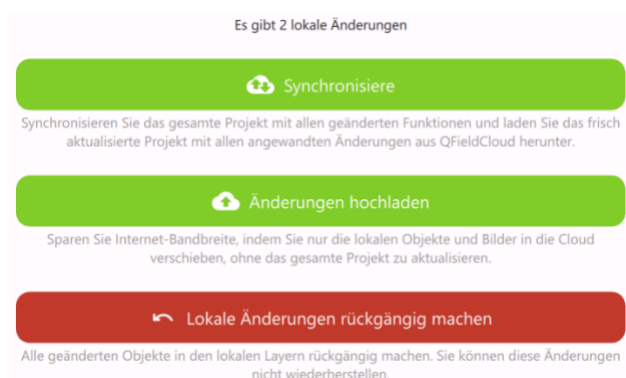 Es gibt 2 lokale Änderungen
Synchronisiere
Synchronisieren Sie das gesamte Projekt mit allen geänderten Funktionen und laden Sie das frisch
aktualisierte Projekt mit allen angewandten Änderungen aus QFieldCloud herunter.
Änderungen hochladen
Sparen Sie Internet-Bandbreite, indem Sie nur die lokalen Objekte und Bilder in die Cloud
verschieben, ohne das gesamte Projekt zu aktualisieren.
Lokale Änderungen rückgängig machen
Alle geänderten Objekte in den lokalen Layern rückgängig machen. Sie können diese Änderungen
nicht wiederherstellen.